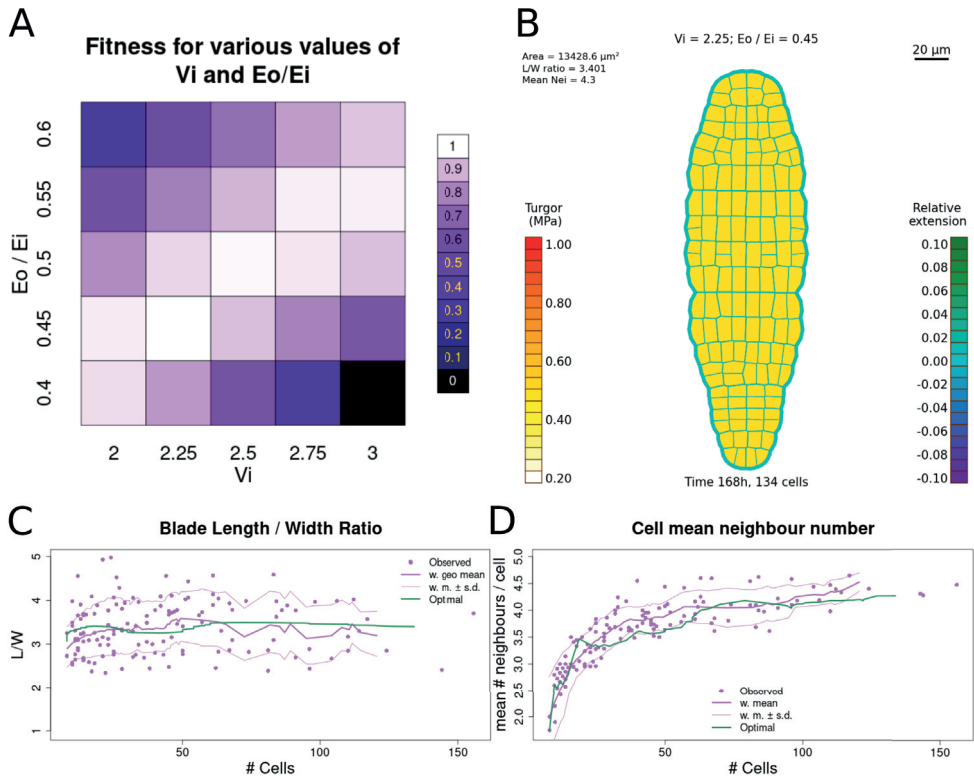 A
Fitness for various values of
Vi and Eo/Ei
Eo / Ei
0.6
0.55
0.5
0.45
0.4
2 2.25 2.5 2.75 3
Vi
1
0.9
0.8
0.7
0.6
0.5
0.4
0.3
0.2
0.1
0
B
Vi = 2.25; Eo / Ei = 0.45
Area = 13428.6 µm²
L/W ratio = 3.401
Mean Nei = 4.3
20 µm
Turgor
(MPa)
1.00
0.80
0.60
0.40
0.20
Relative
extension
0.10
0.08
0.06
0.04
0.02
0.00
-0.02
-0.04
-0.06
-0.08
-0.10
Time 168h, 134 cells
C
Blade Length / Width Ratio
Observed
w. geo mean
w. m. ± s.d.
Optimal
L/W
5
4
3
2
1
50 100 150
# Cells
D
Cell mean neighbour number
mean # neighbours / cell
5.0
4.5
4.0
3.5
3.0
2.5
2.0
Observed
w. mean
w. m. ± s.d.
Optimal
50 100 150
# Cells